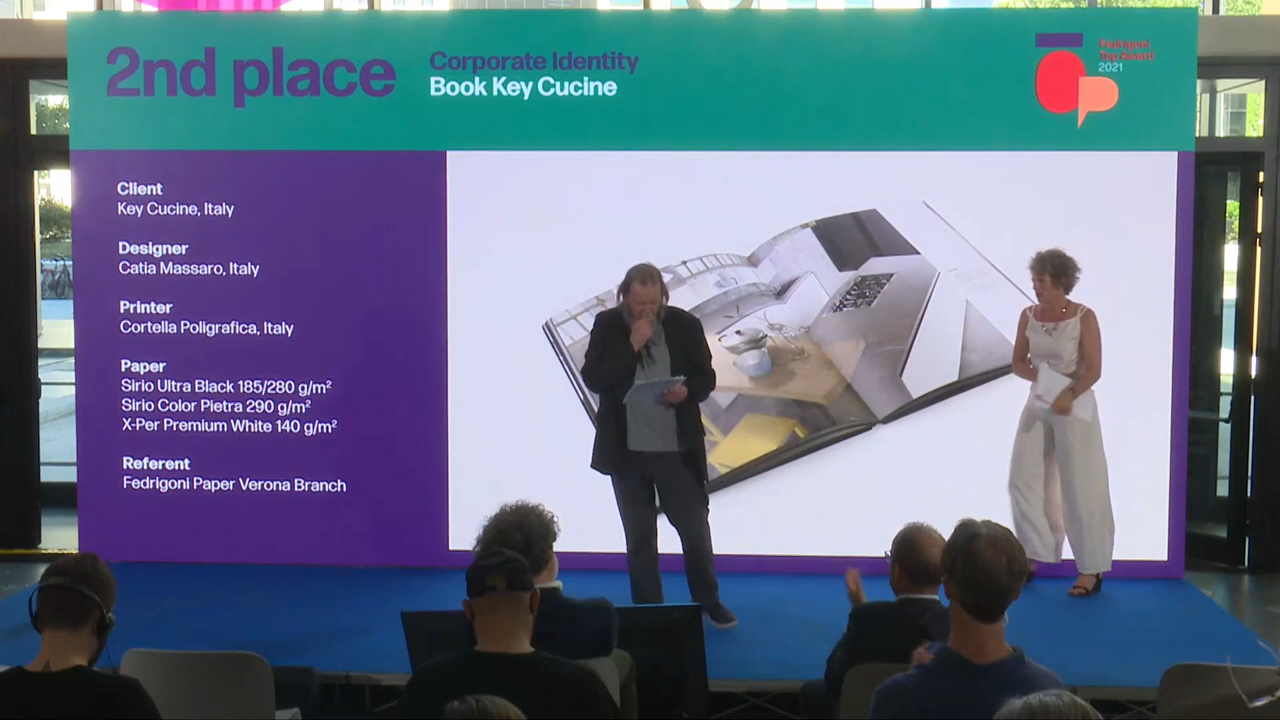 2nd place
Corporate Identity
Book Key Cucine
Fedrigoni
Top Award
2021
Client
Key Cucine, Italy
Designer
Catia Massaro, Italy
Printer
Cortella Poligrafica, Italy
Paper
Sirio Ultra Black 185/280 g/m²
Sirio Color Pietra 290 g/m²
X-Per Premium White 140 g/m²
Referent
Fedrigoni Paper Verona Branch